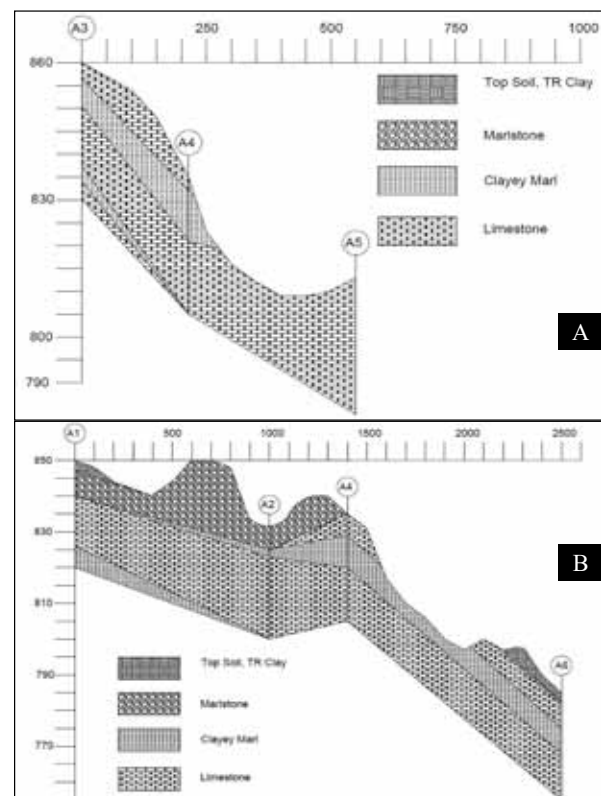 A3 250 500 750 1000
860
Top Soil, TR Clay
Marlstone
A4
Clayey Marl
830
Limestone
A5
800
A
790
A1 500 1000 1500 2000 2500
850
A2 A4
830
B
810
790
A6
Top Soil, TR Clay
Marlstone
770
Clayey Marl
Limestone